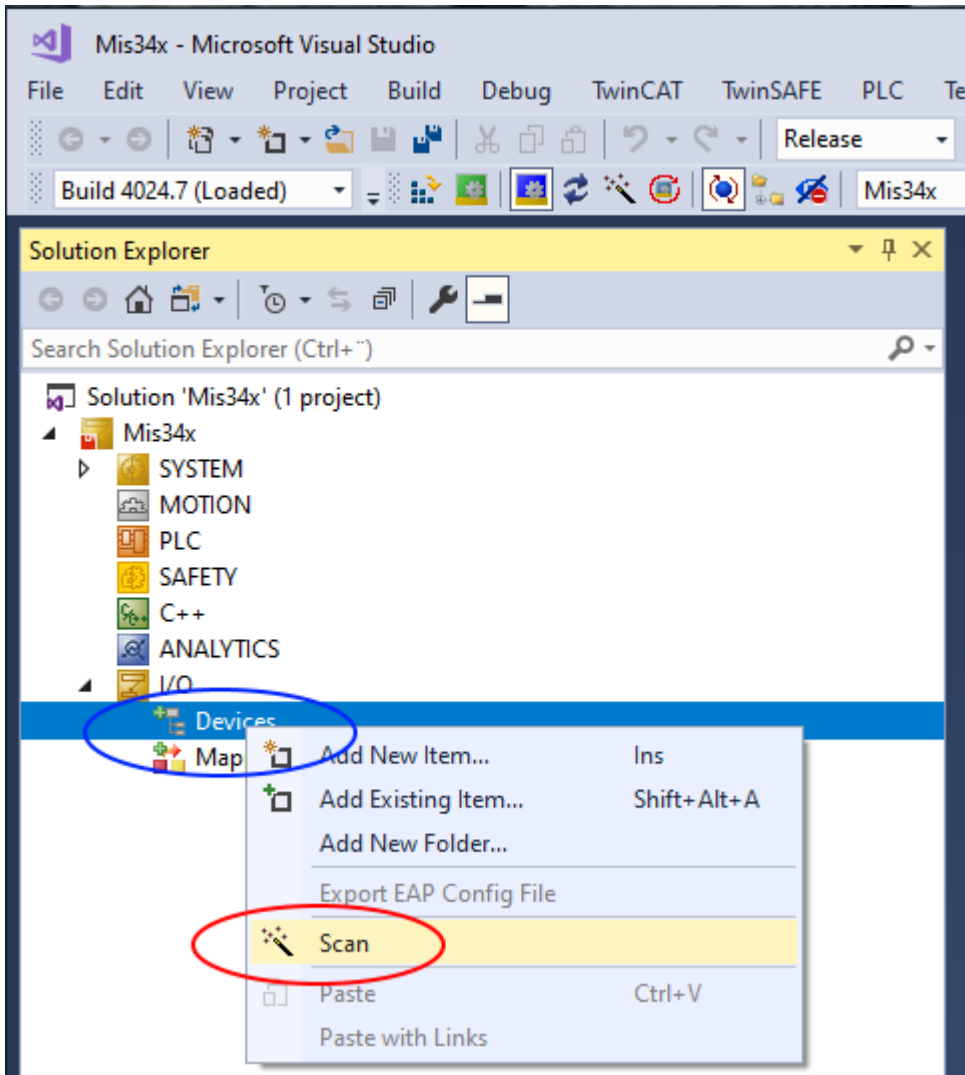 Mis34x - Microsoft Visual Studio
File Edit View Project Build Debug TwinCAT TwinSAFE PLC Te
Release
Build 4024.7 (Loaded) Mis34x
Solution Explorer
Search Solution Explorer (Ctrl+¨)
Solution 'Mis34x' (1 project)
Mis34x
SYSTEM
MOTION
PLC
SAFETY
C++
ANALYTICS
I/O
Devices
Map
Add New Item... Ins
Add Existing Item... Shift+Alt+A
Add New Folder...
Export EAP Config File
Scan
Paste Ctrl+V
Paste with Links